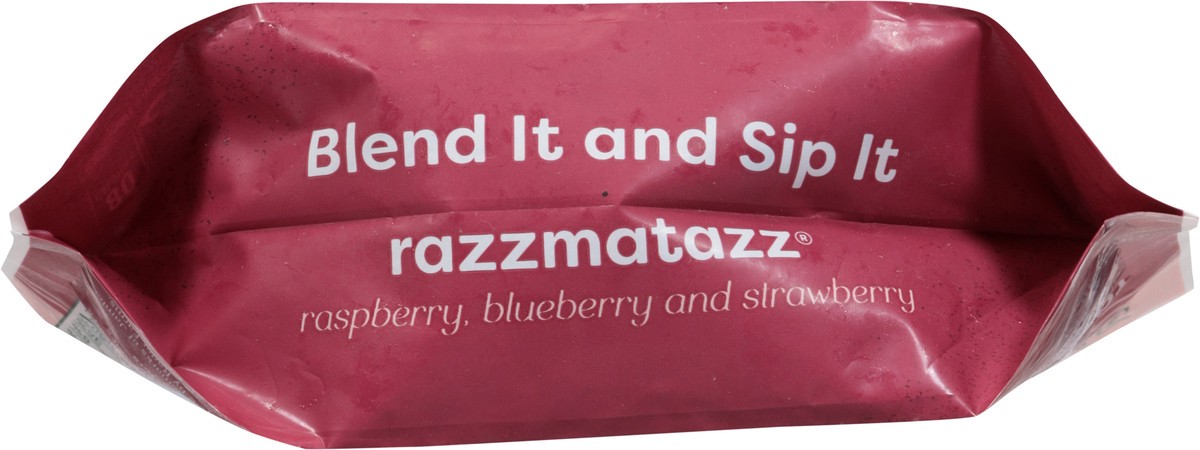 Blend It and Sip It
razzmatazz®
raspberry, blueberry and strawberry